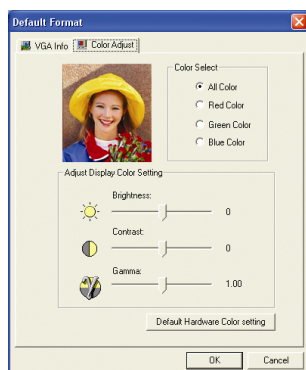 Default Format
VGA Info
Color Adjust
Color Select
All Color
Red Color
Green Color
Blue Color
Adjust Display Color Setting
Brightness:
0
Contrast:
0
Gamma:
1.00
Default Hardware Color setting
OK
Cancel